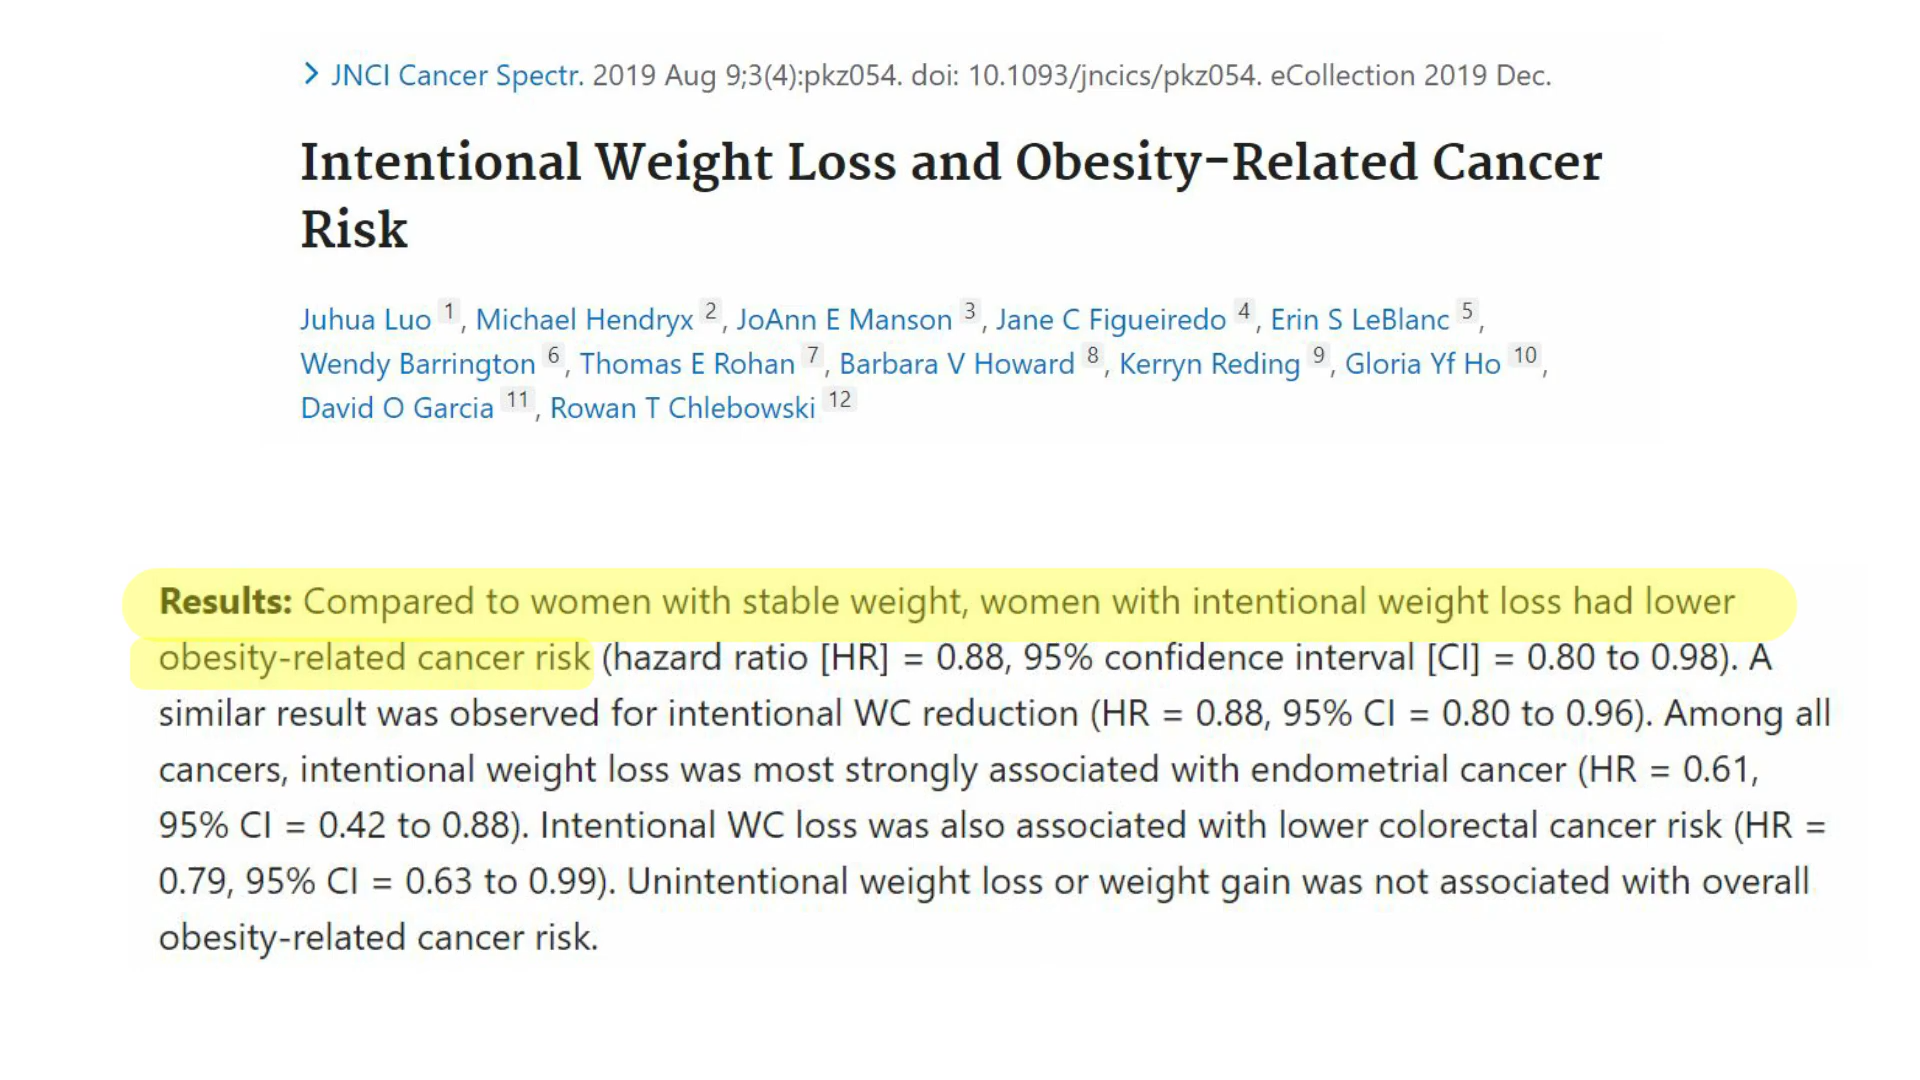 > JNCI Cancer Spectr. 2019 Aug 9;3(4):pkz054. doi: 10.1093/jncics/pkz054. eCollection 2019 Dec.
Intentional Weight Loss and Obesity-Related Cancer
Risk
Juhua Luo 1, Michael Hendryx 2, JoAnn E Manson 3, Jane C Figueiredo 4, Erin S LeBlanc 5,
Wendy Barrington 6, Thomas E Rohan 7, Barbara V Howard 8, Kerryn Reding 9, Gloria Yf Ho 10,
David O Garcia 11, Rowan T Chlebowski 12
Results: Compared to women with stable weight, women with intentional weight loss had lower
obesity-related cancer risk (hazard ratio [HR] = 0.88, 95% confidence interval [CI] = 0.80 to 0.98). A
similar result was observed for intentional WC reduction (HR = 0.88, 95% CI = 0.80 to 0.96). Among all
cancers, intentional weight loss was most strongly associated with endometrial cancer (HR = 0.61,
95% CI = 0.42 to 0.88). Intentional WC loss was also associated with lower colorectal cancer risk (HR =
0.79, 95% CI = 0.63 to 0.99). Unintentional weight loss or weight gain was not associated with overall
obesity-related cancer risk.